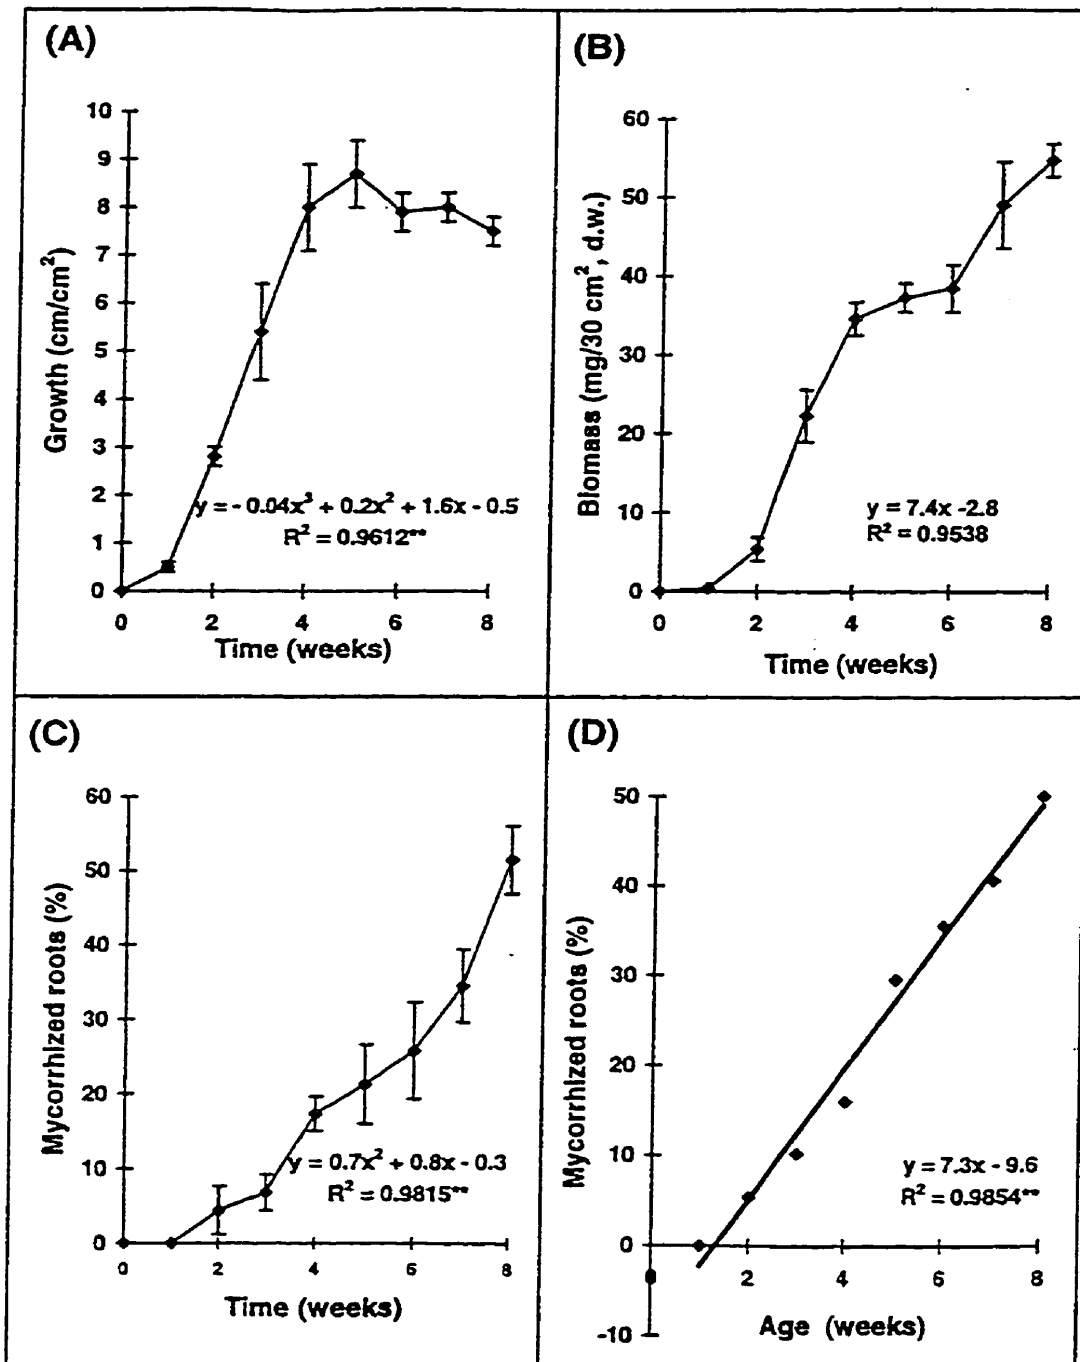 (A)
10
9
8
7
6
5
4
3
2
1
0
Growth (cm/cm²)
y = - 0.04x³ + 0.2x² + 1.6x - 0.5
R² = 0.9612**
0 2 4 6 8
Time (weeks)
(B)
60
50
40
30
20
10
0
Biomass (mg/30 cm², d.w.)
y = 7.4x -2.8
R² = 0.9538
0 2 4 6 8
Time (weeks)
(C)
60
50
40
30
20
10
0
Mycorrhized roots (%)
y = 0.7x² + 0.8x - 0.3
R² = 0.9815**
0 2 4 6 8
Time (weeks)
(D)
50
40
30
20
10
0
-10
Mycorrhized roots (%)
y = 7.3x - 9.6
R² = 0.9854**
2 4 6 8
Age (weeks)